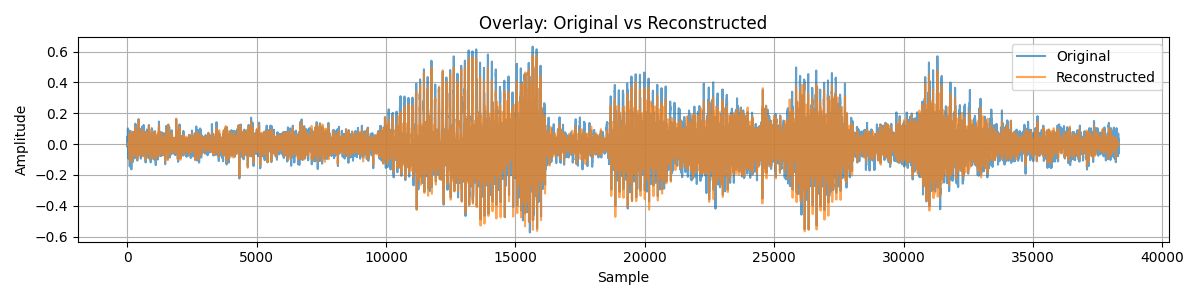 Overlay: Original vs Reconstructed
Original
Reconstructed
Amplitude
0.6
0.4
0.2
0.0
−0.2
−0.4
−0.6
0 5000 10000 15000 20000 25000 30000 35000 40000
Sample